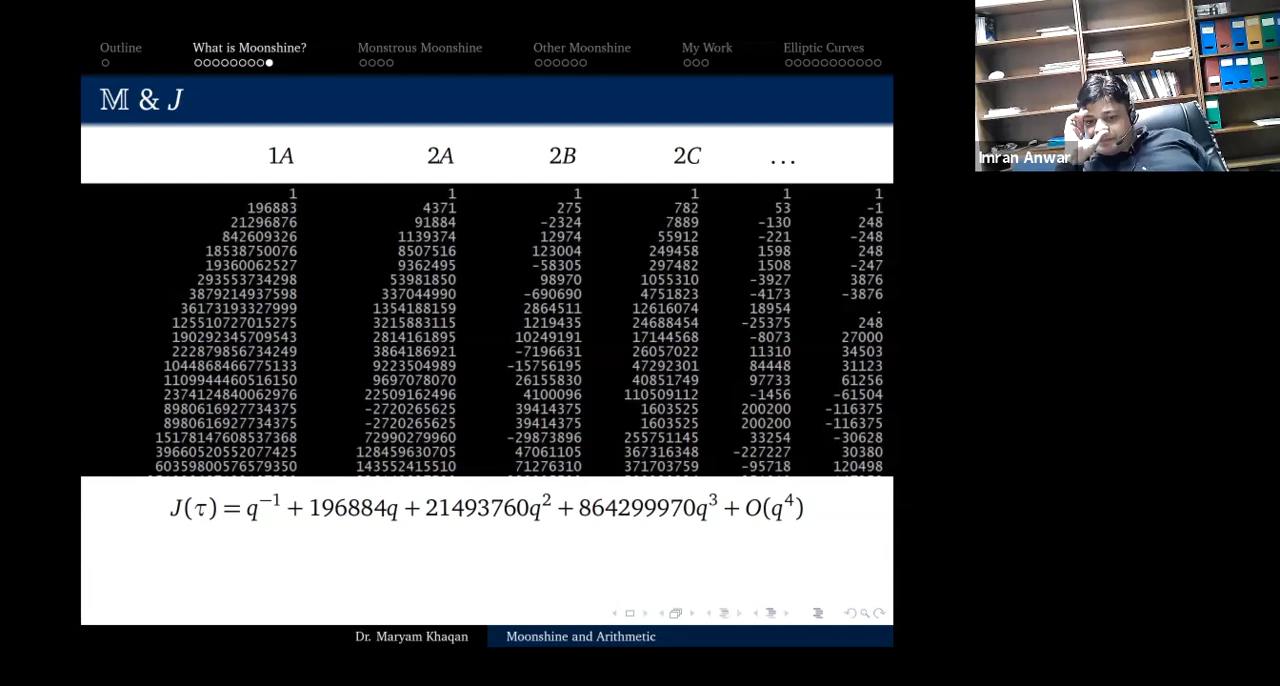 Outline What is Moonshine? Monstrous Moonshine Other Moonshine My Work Elliptic Curves
𝕄 & J
1A 2A 2B 2C ...
1 1 1 1 1 1
196883 4371 275 782 53 -1
21296876 91884 -2324 7889 -130 248
842609326 1139374 12974 55912 -221 -248
18538750076 8507516 123004 249458 1598 248
19360062527 9362495 -58305 297482 1508 -247
293553734298 53981850 98970 1055310 -3927 3876
3879214937598 337044990 -690690 4751823 -4173 -3876
36173193327999 1354188159 2864511 12616074 18954 .
125510727015275 3215883115 1219435 24688454 -25375 248
190292345709543 2814161895 10249191 17144568 -8073 27000
222879856734249 3864186921 -7196631 26057022 11310 34503
1044868466775133 9223504989 -15756195 47292301 84448 31123
1109944460516150 9697078070 26155830 40851749 97733 61256
2374124840062976 22509162496 4100096 110509112 -1456 -61504
8980616927734375 -2720265625 39414375 1603525 200200 -116375
8980616927734375 -2720265625 39414375 1603525 200200 -116375
15178147608537368 72990279960 -29873896 255751145 33254 -30628
39660520552077425 128459630705 47061105 367316348 -227227 30380
60359800576579350 143552415510 71276310 371703759 -95718 120498
J(τ) = q⁻¹ + 196884q + 21493760q² + 864299970q³ + O(q⁴)
Dr. Maryam Khaqan Moonshine and Arithmetic
Imran Anwar